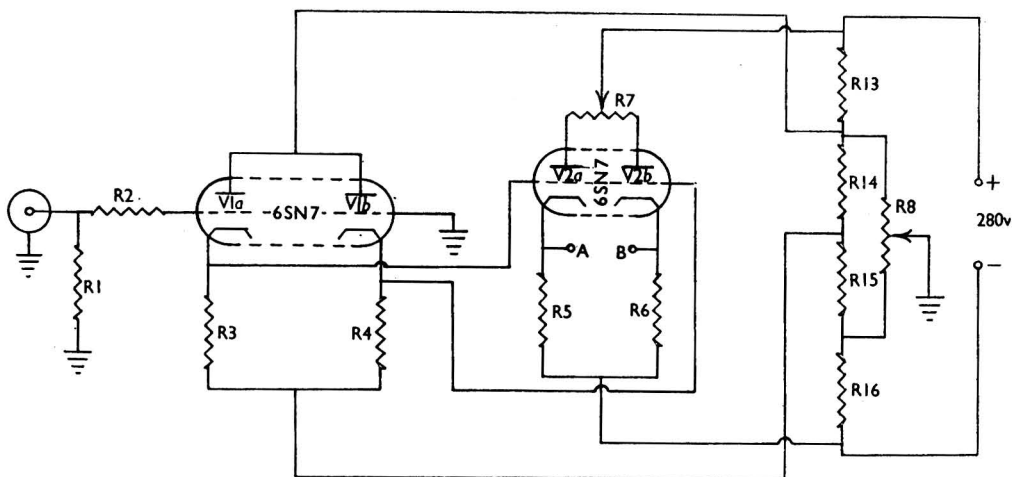 R13
R7
V2a
6SN7
V2b
R14
R2
V1a
-6SN7-
V1b
R8
+
280v
A
B
−
R1
R15
R3
R4
R5
R6
R16